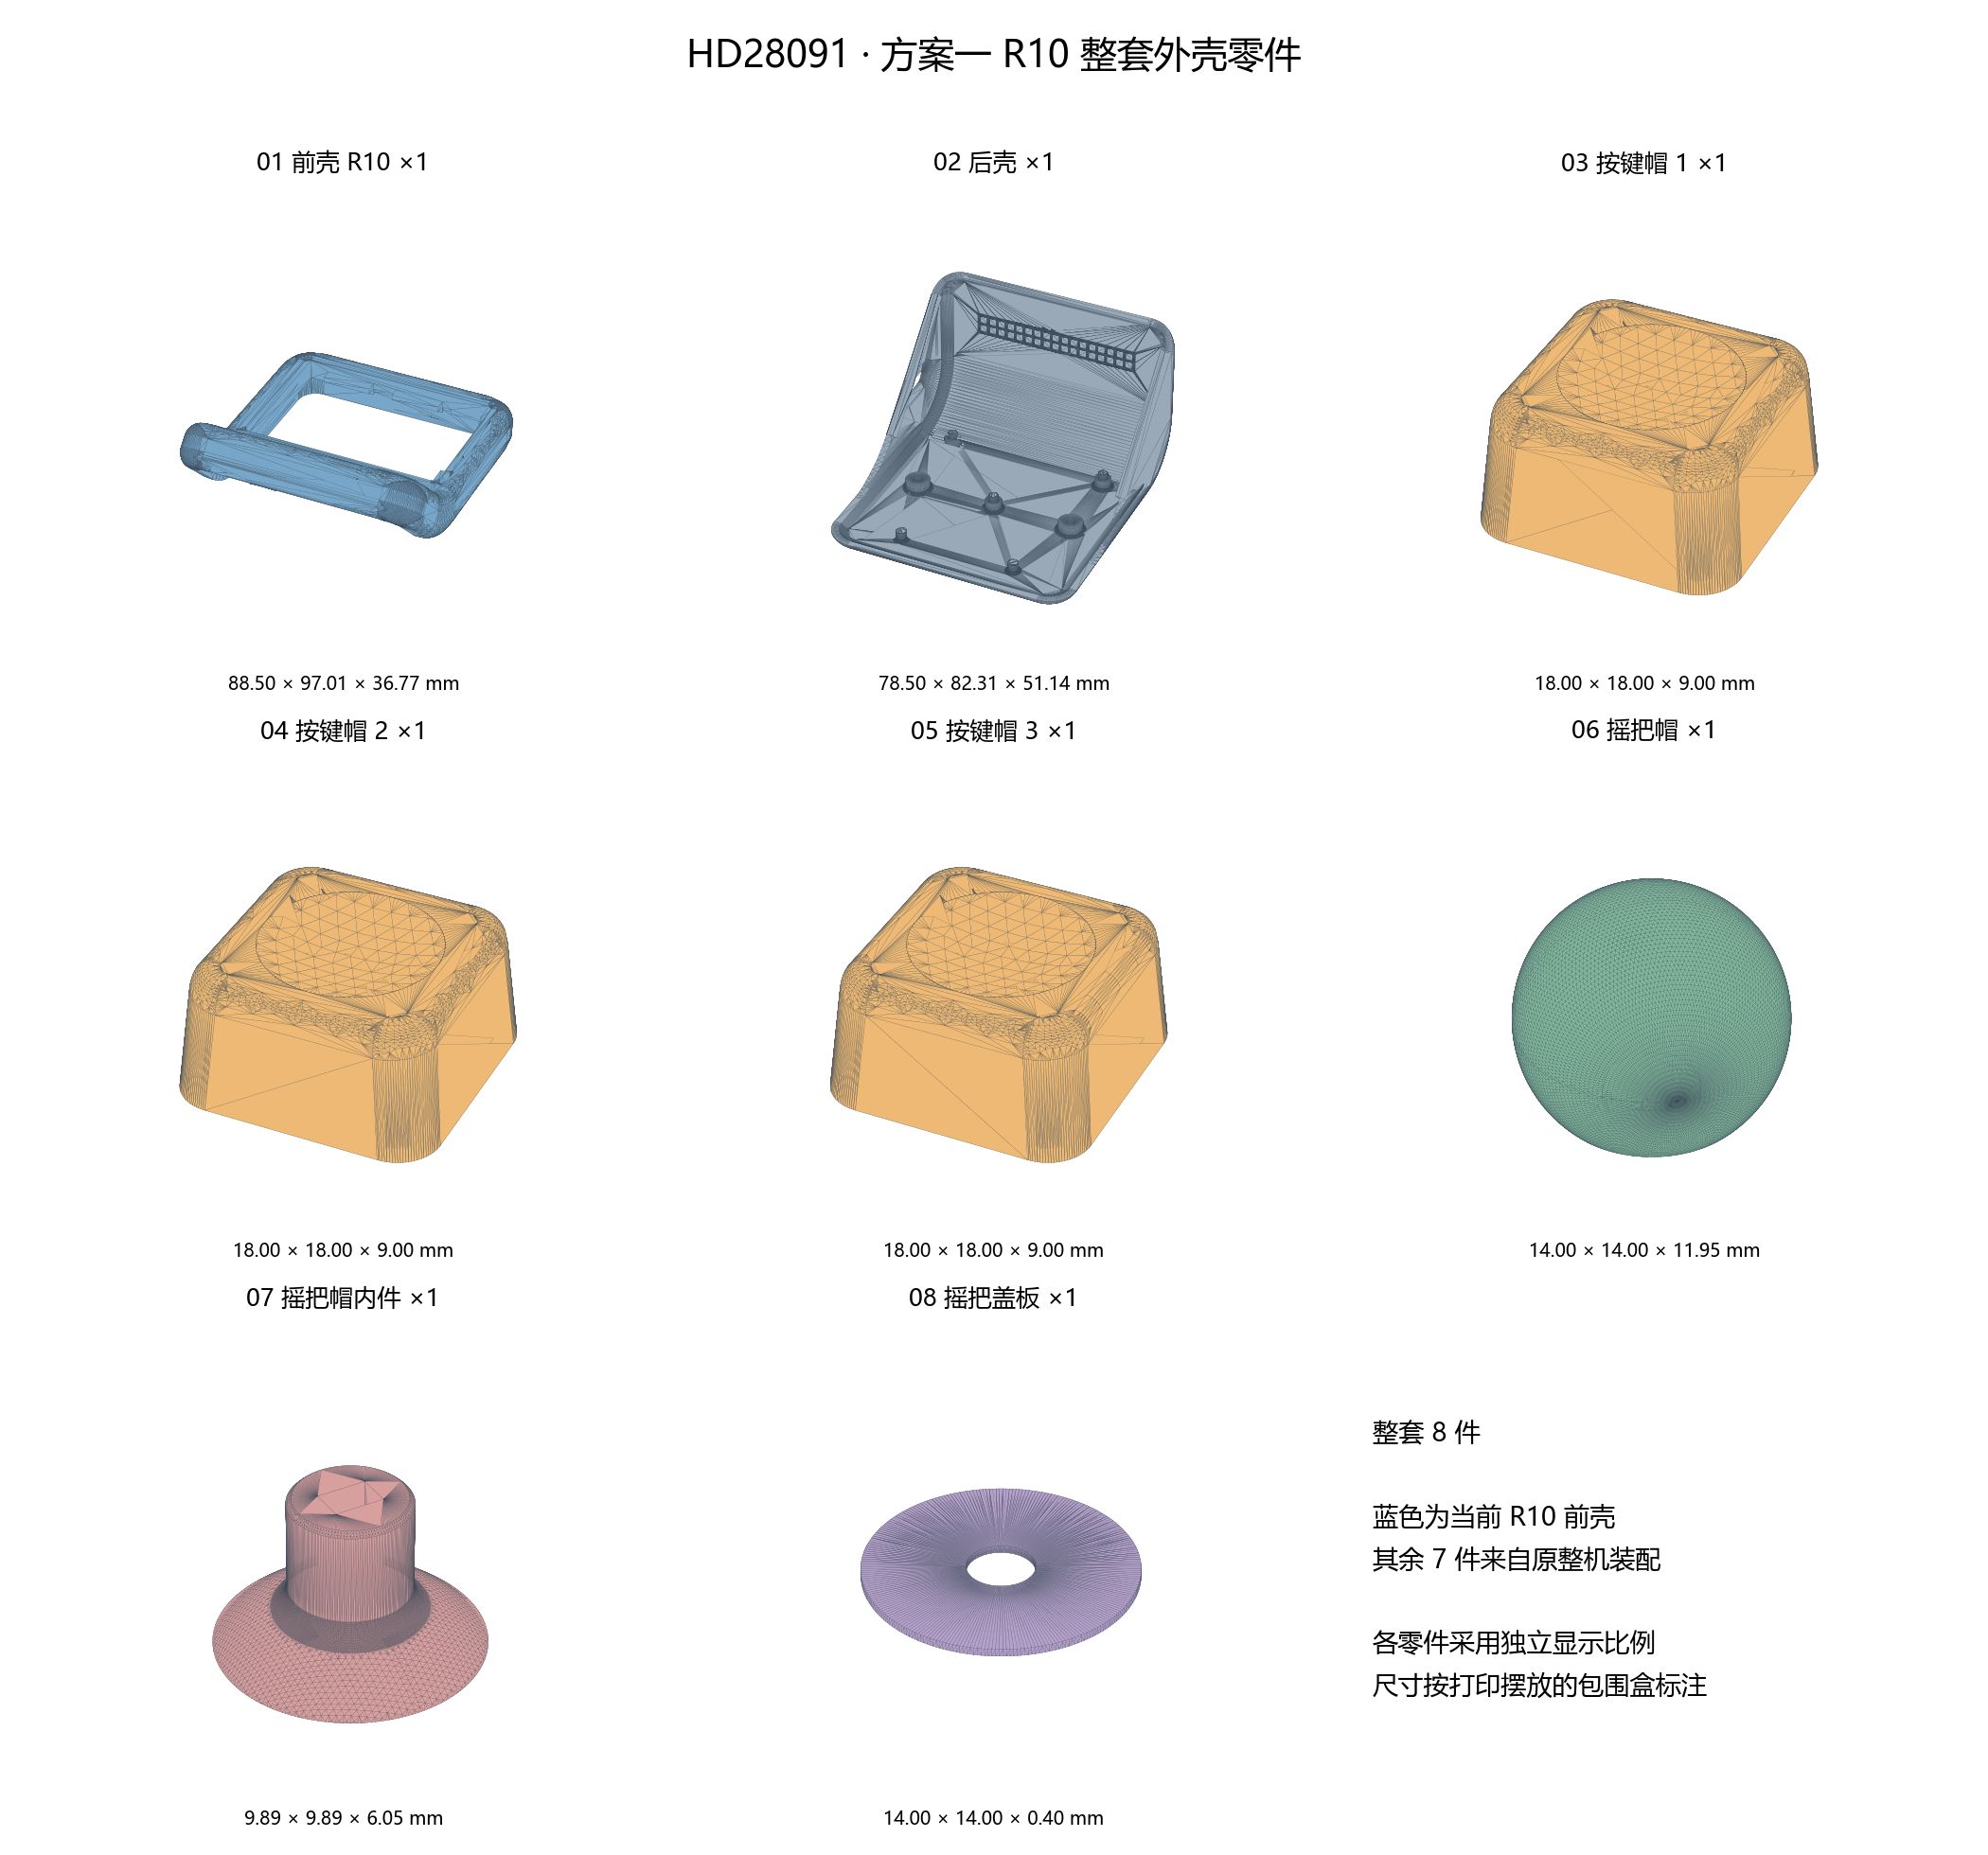 HD28091 · 方案一 R10 整套外壳零件
01 前壳 R10 ×1
02 后壳 ×1
03 按键帽 1 ×1
88.50 × 97.01 × 36.77 mm
78.50 × 82.31 × 51.14 mm
18.00 × 18.00 × 9.00 mm
04 按键帽 2 ×1
05 按键帽 3 ×1
06 摇把帽 ×1
18.00 × 18.00 × 9.00 mm
18.00 × 18.00 × 9.00 mm
14.00 × 14.00 × 11.95 mm
07 摇把帽内件 ×1
08 摇把盖板 ×1
整套 8 件
蓝色为当前 R10 前壳
其余 7 件来自原整机装配
各零件采用独立显示比例
尺寸按打印摆放的包围盒标注
9.89 × 9.89 × 6.05 mm
14.00 × 14.00 × 0.40 mm